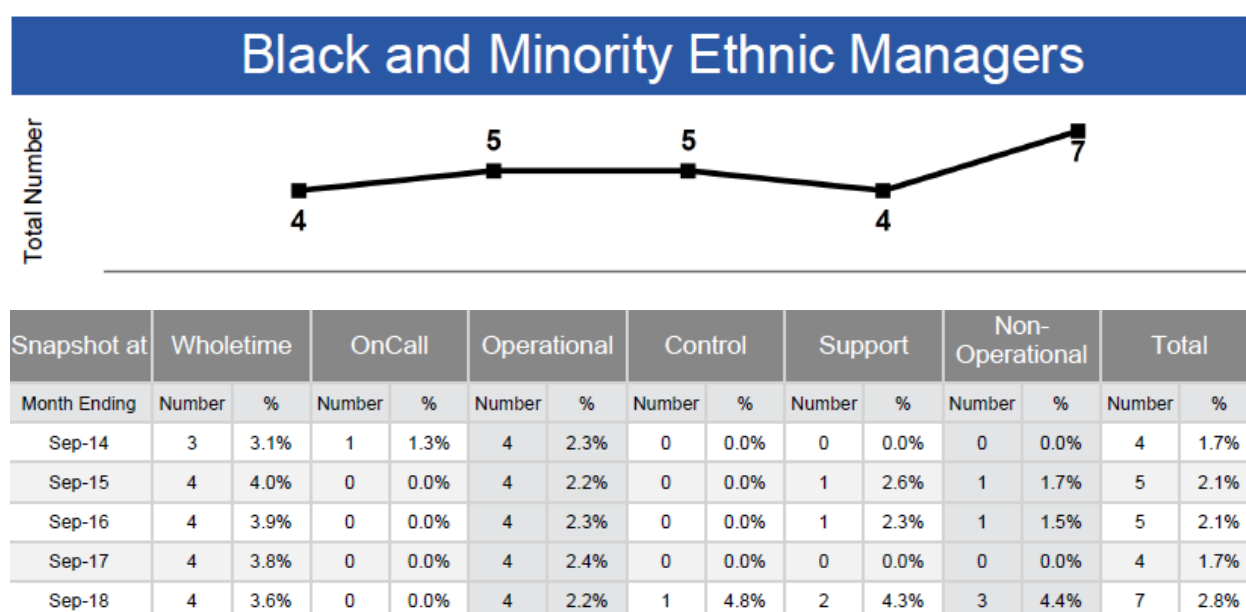 Black and Minority Ethnic Managers
Total Number
4 5 5 4 7
Snapshot at Wholetime OnCall Operational Control Support Non-Operational Total
Month Ending Number % Number % Number % Number % Number % Number % Number %
Sep-14 3 3.1% 1 1.3% 4 2.3% 0 0.0% 0 0.0% 0 0.0% 4 1.7%
Sep-15 4 4.0% 0 0.0% 4 2.2% 0 0.0% 1 2.6% 1 1.7% 5 2.1%
Sep-16 4 3.9% 0 0.0% 4 2.3% 0 0.0% 1 2.3% 1 1.5% 5 2.1%
Sep-17 4 3.8% 0 0.0% 4 2.4% 0 0.0% 0 0.0% 0 0.0% 4 1.7%
Sep-18 4 3.6% 0 0.0% 4 2.2% 1 4.8% 2 4.3% 3 4.4% 7 2.8%